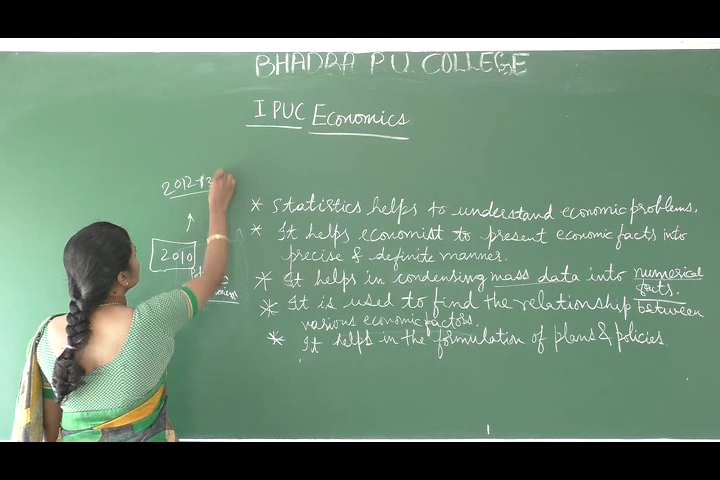 BHADRA P U COLLEGE
I PUC Economics
2012-13
2010
* Statistics helps to understand economic problems.
* It helps economist to present economic facts into
precise & definite manner.
* It helps in condensing mass data into numerical
facts.
* It is used to find the relationship between
various economic factors.
* It helps in the formulation of plans & policies